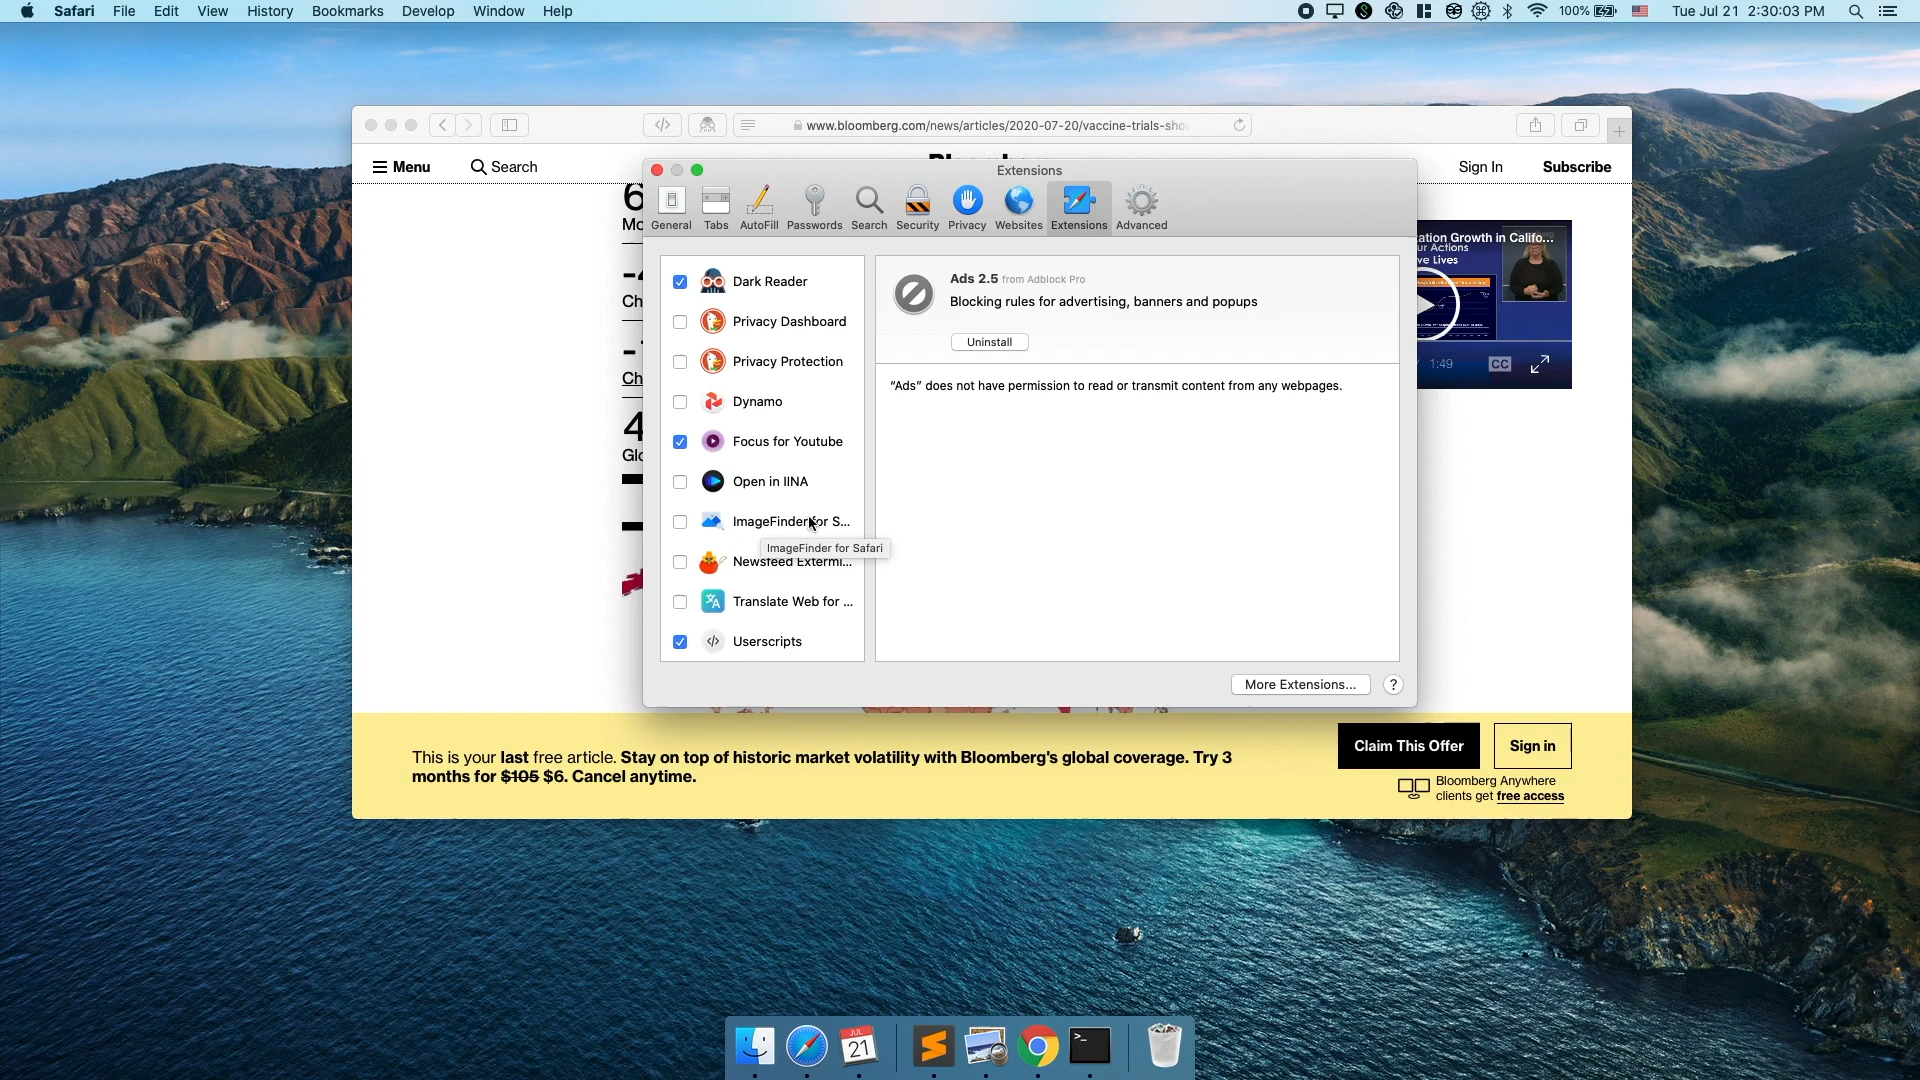 Safari File Edit View History Bookmarks Develop Window Help
100% Tue Jul 21 2:30:03 PM
www.bloomberg.com/news/articles/2020-07-20/vaccine-trials-sho
Menu Search
Sign In Subscribe
Extensions
General Tabs AutoFill Passwords Search Security Privacy Websites Extensions Advanced
Dark Reader
Privacy Dashboard
Privacy Protection
Dynamo
Focus for Youtube
Open in IINA
ImageFinder for S...
ImageFinder for Safari
Newsfeed Extermi...
Translate Web for ...
Userscripts
Ads 2.5 from Adblock Pro
Blocking rules for advertising, banners and popups
Uninstall
"Ads" does not have permission to read or transmit content from any webpages.
More Extensions... ?
6
Mo
-4
Ch
Ch
4
Glo
ation Growth in Califo...
ur Actions
ve Lives
1:49 CC
This is your last free article. Stay on top of historic market volatility with Bloomberg's global coverage. Try 3
months for $105 $6. Cancel anytime.
Claim This Offer Sign in
Bloomberg Anywhere
clients get free access
JUL
21